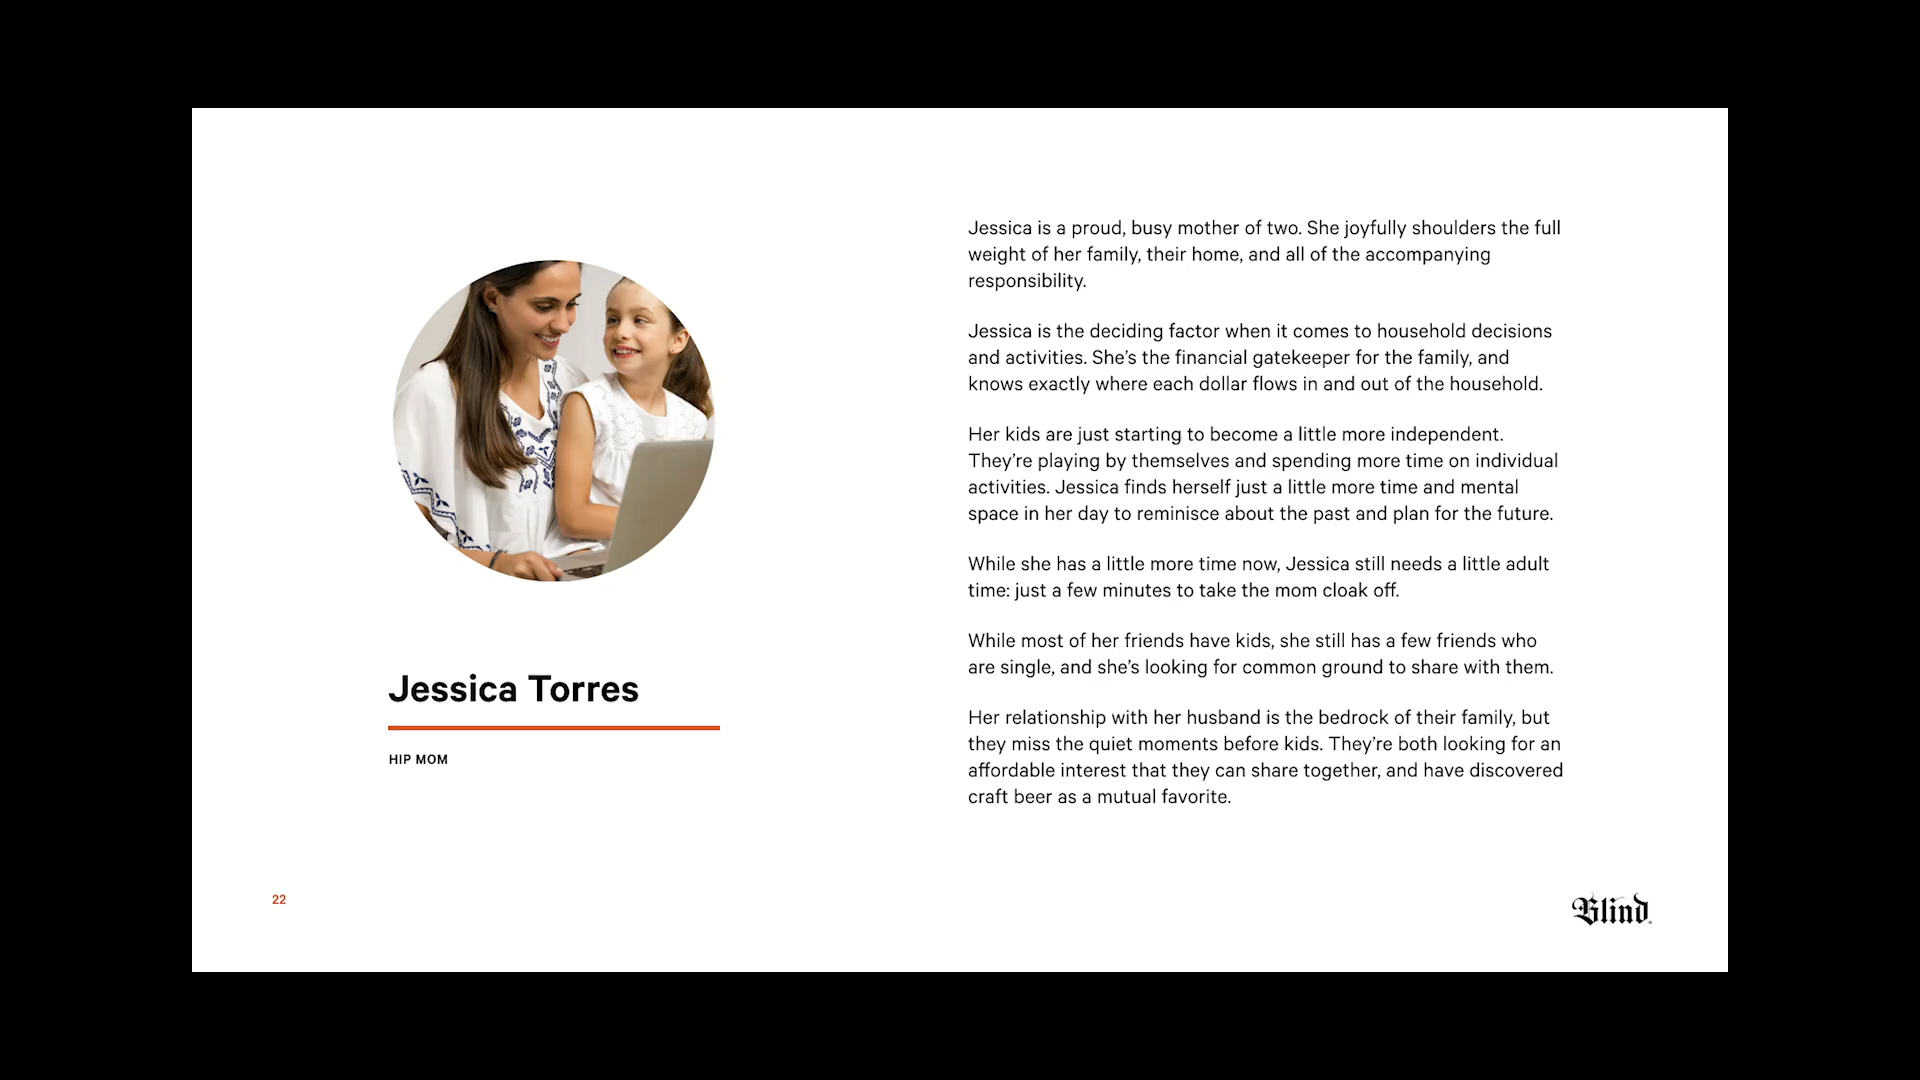 Jessica Torres
HIP MOM
Jessica is a proud, busy mother of two. She joyfully shoulders the full
weight of her family, their home, and all of the accompanying
responsibility.
Jessica is the deciding factor when it comes to household decisions
and activities. She’s the financial gatekeeper for the family, and
knows exactly where each dollar flows in and out of the household.
Her kids are just starting to become a little more independent.
They’re playing by themselves and spending more time on individual
activities. Jessica finds herself just a little more time and mental
space in her day to reminisce about the past and plan for the future.
While she has a little more time now, Jessica still needs a little adult
time: just a few minutes to take the mom cloak off.
While most of her friends have kids, she still has a few friends who
are single, and she’s looking for common ground to share with them.
Her relationship with her husband is the bedrock of their family, but
they miss the quiet moments before kids. They’re both looking for an
affordable interest that they can share together, and have discovered
craft beer as a mutual favorite.
22
Blind